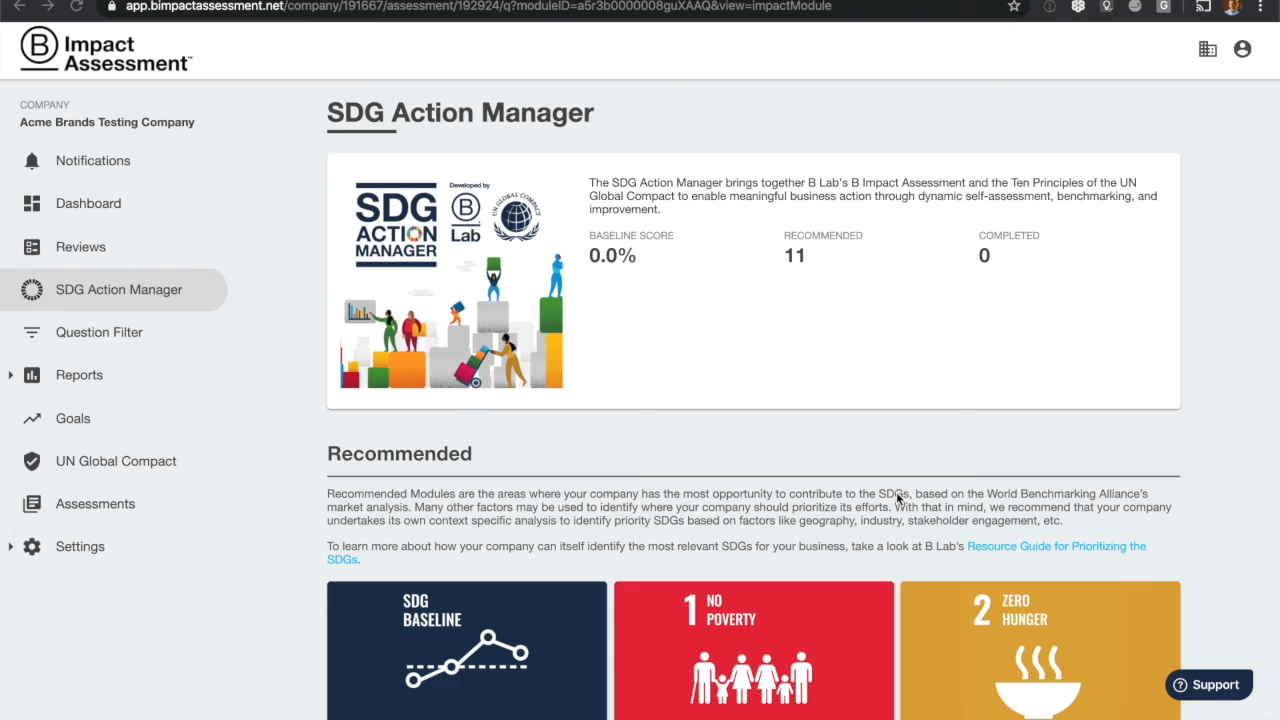 app.bimpactassessment.net/company/191667/assessment/192924/q?moduleID=a5r3b0000008guXAAQ&view=impactModule
B Impact
Assessment™
COMPANY
Acme Brands Testing Company
Notifications
Dashboard
Reviews
SDG Action Manager
Question Filter
Reports
Goals
UN Global Compact
Assessments
Settings
SDG Action Manager
SDG
ACTION
MANAGER
Developed by
B
Lab
UN GLOBAL COMPACT
The SDG Action Manager brings together B Lab's B Impact Assessment and the Ten Principles of the UN
Global Compact to enable meaningful business action through dynamic self-assessment, benchmarking, and
improvement.
BASELINE SCORE
RECOMMENDED
COMPLETED
0.0%
11
0
Recommended
Recommended Modules are the areas where your company has the most opportunity to contribute to the SDGs, based on the World Benchmarking Alliance's
market analysis. Many other factors may be used to identify where your company should prioritize its efforts. With that in mind, we recommend that your company
undertakes its own context specific analysis to identify priority SDGs based on factors like geography, industry, stakeholder engagement, etc.
To learn more about how your company can itself identify the most relevant SDGs for your business, take a look at B Lab's Resource Guide for Prioritizing the
SDGs.
SDG
BASELINE
1 NO
POVERTY
2 ZERO
HUNGER
Support